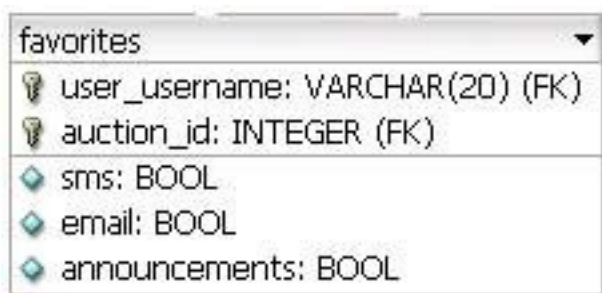 favorites
user_username: VARCHAR(20) (FK)
auction_id: INTEGER (FK)
sms: BOOL
email: BOOL
announcements: BOOL